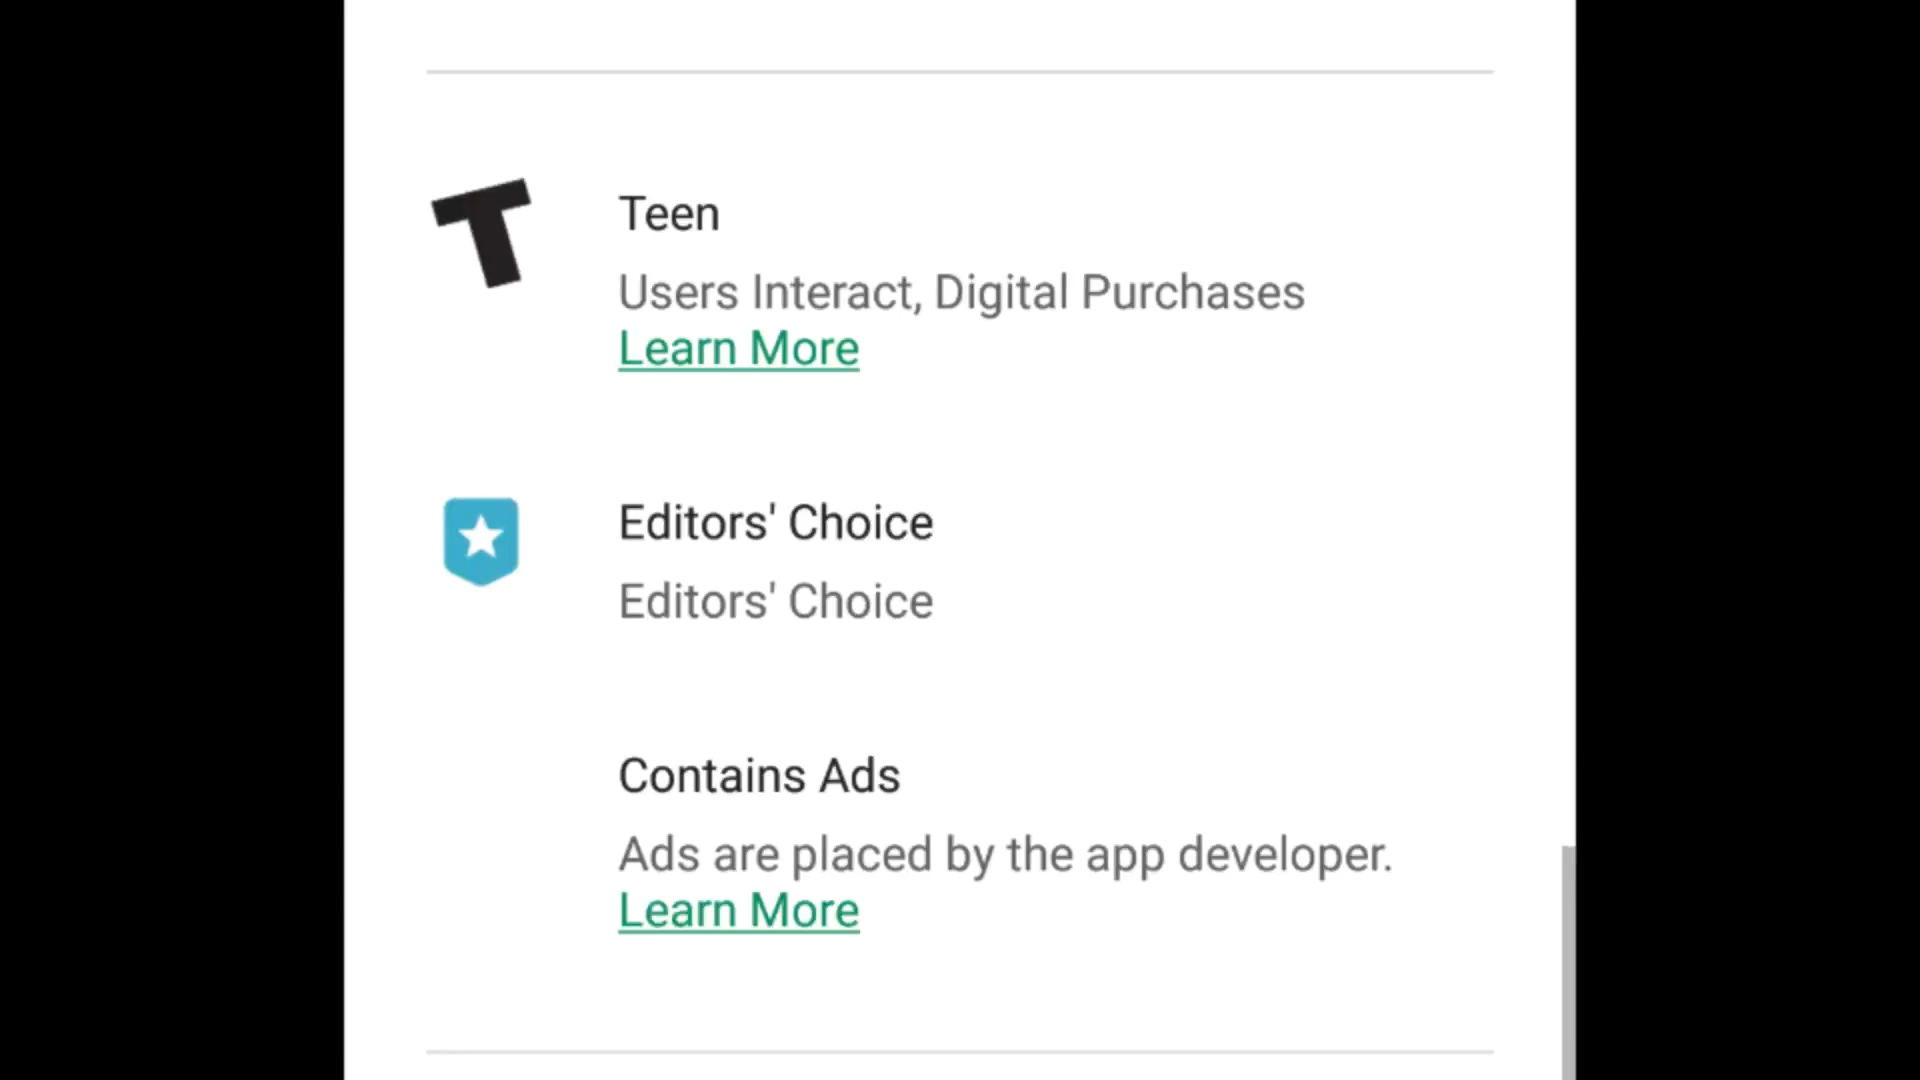 T
Teen
Users Interact, Digital Purchases
Learn More
Editors' Choice
Editors' Choice
Contains Ads
Ads are placed by the app developer.
Learn More